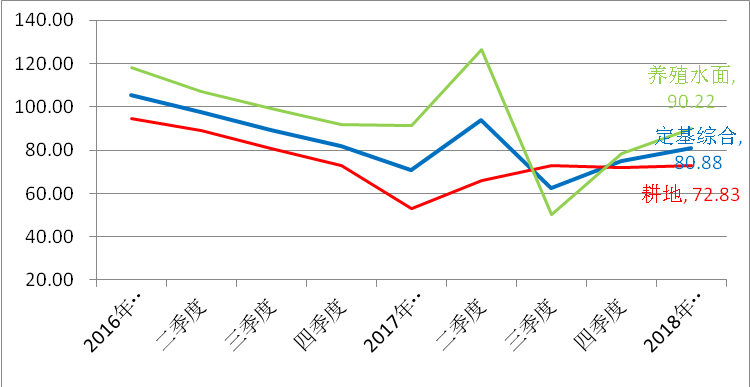 140.00
120.00
100.00
80.00
60.00
40.00
20.00
养殖水面,
90.22
定基综合,
80.88
耕地, 72.83
2016年..
二季度
三季度
四季度
2017年..
二季度
三季度
四季度
2018年..